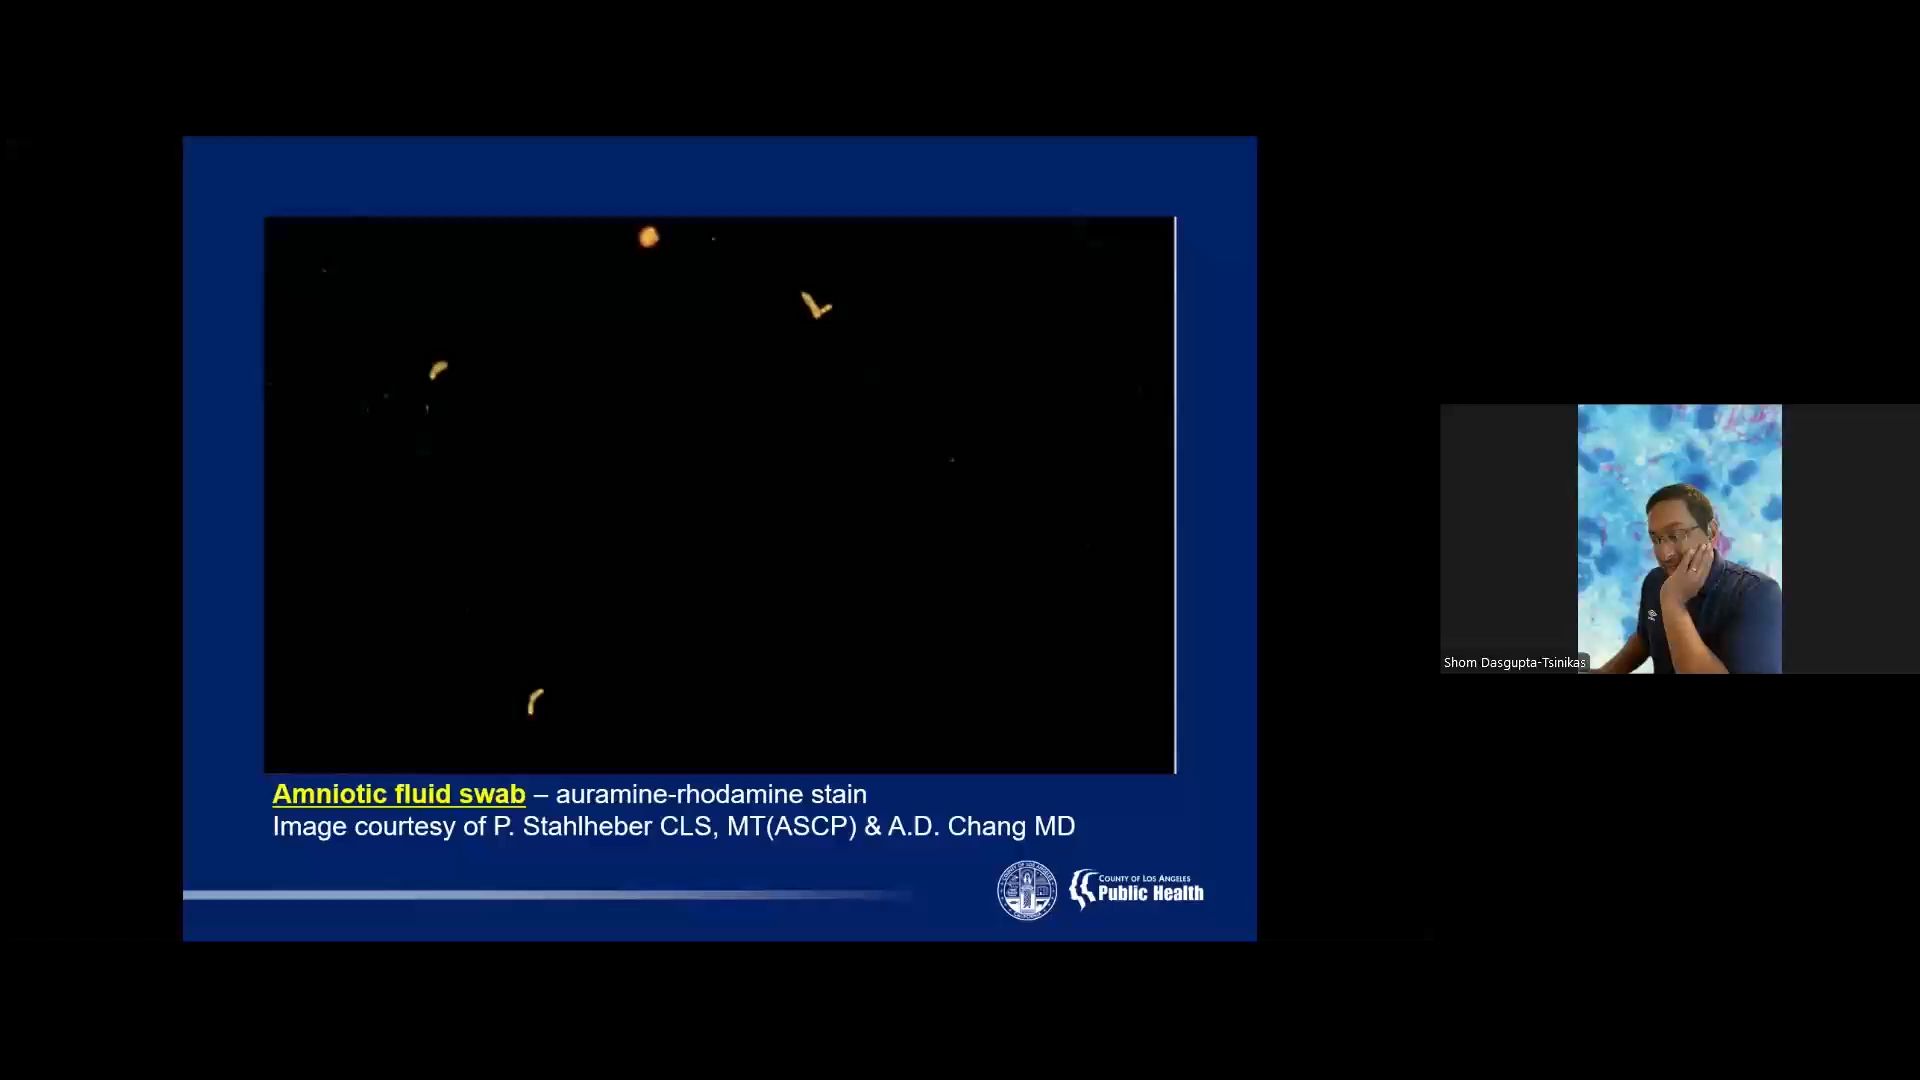 Amniotic fluid swab – auramine-rhodamine stain
Image courtesy of P. Stahlheber CLS, MT(ASCP) & A.D. Chang MD
County of Los Angeles
Public Health
Shom Dasgupta-Tsinikas